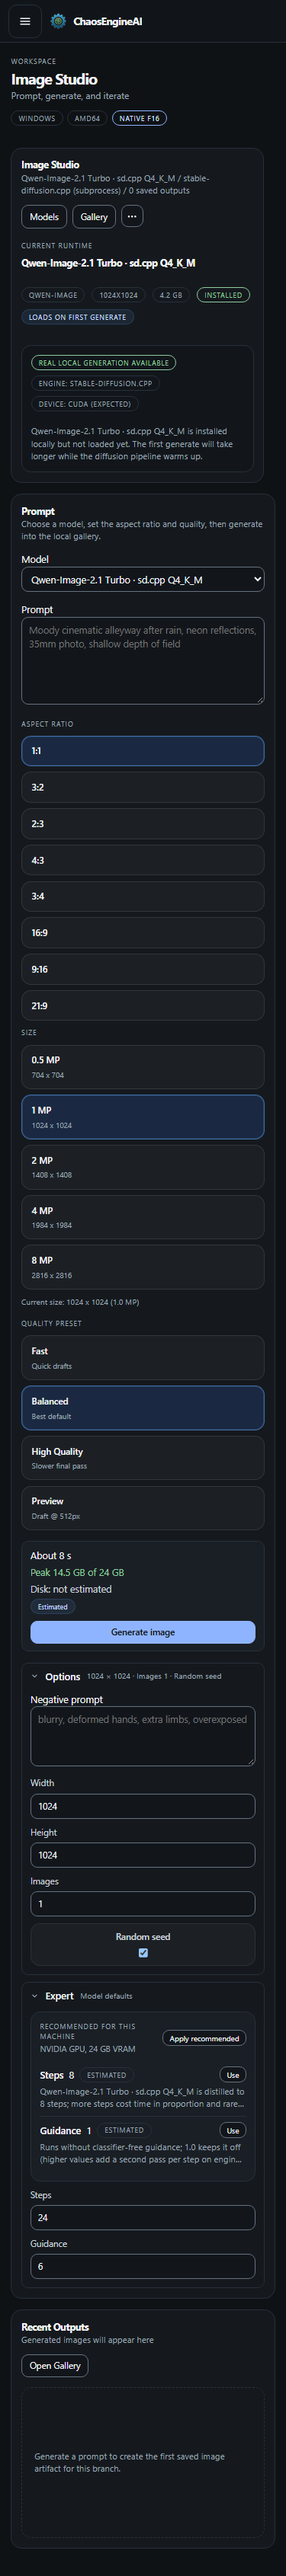 ChaosEngineAI
WORKSPACE
Image Studio
Prompt, generate, and iterate
WINDOWS
AMD64
NATIVE F16
Image Studio
Qwen-Image-2.1 Turbo · sd.cpp Q4_K_M / stable-
diffusion.cpp (subprocess) / 0 saved outputs
Models
Gallery
···
CURRENT RUNTIME
Qwen-Image-2.1 Turbo · sd.cpp Q4_K_M
QWEN-IMAGE
1024X1024
4.2 GB
INSTALLED
LOADS ON FIRST GENERATE
REAL LOCAL GENERATION AVAILABLE
ENGINE: STABLE-DIFFUSION.CPP
DEVICE: CUDA (EXPECTED)
Qwen-Image-2.1 Turbo · sd.cpp Q4_K_M is installed
locally but not loaded yet. The first generate will take
longer while the diffusion pipeline warms up.
Prompt
Choose a model, set the aspect ratio and quality, then generate
into the local gallery.
Model
Qwen-Image-2.1 Turbo · sd.cpp Q4_K_M
Prompt
Moody cinematic alleyway after rain, neon reflections,
35mm photo, shallow depth of field
ASPECT RATIO
1:1
3:2
2:3
4:3
3:4
16:9
9:16
21:9
SIZE
0.5 MP
704 x 704
1 MP
1024 x 1024
2 MP
1408 x 1408
4 MP
1984 x 1984
8 MP
2816 x 2816
Current size: 1024 x 1024 (1.0 MP)
QUALITY PRESET
Fast
Quick drafts
Balanced
Best default
High Quality
Slower final pass
Preview
Draft @ 512px
About 8 s
Peak 14.5 GB of 24 GB
Disk: not estimated
Estimated
Generate image
Options 1024 × 1024 · Images 1 · Random seed
Negative prompt
blurry, deformed hands, extra limbs, overexposed
Width
1024
Height
1024
Images
1
Random seed
Expert Model defaults
RECOMMENDED FOR THIS
MACHINE
NVIDIA GPU, 24 GB VRAM
Apply recommended
Steps 8 ESTIMATED
Use
Qwen-Image-2.1 Turbo · sd.cpp Q4_K_M is distilled to
8 steps; more steps cost time in proportion and rare...
Guidance 1 ESTIMATED
Use
Runs without classifier-free guidance; 1.0 keeps it off
(higher values add a second pass per step on engin...
Steps
24
Guidance
6
Recent Outputs
Generated images will appear here
Open Gallery
Generate a prompt to create the first saved image
artifact for this branch.